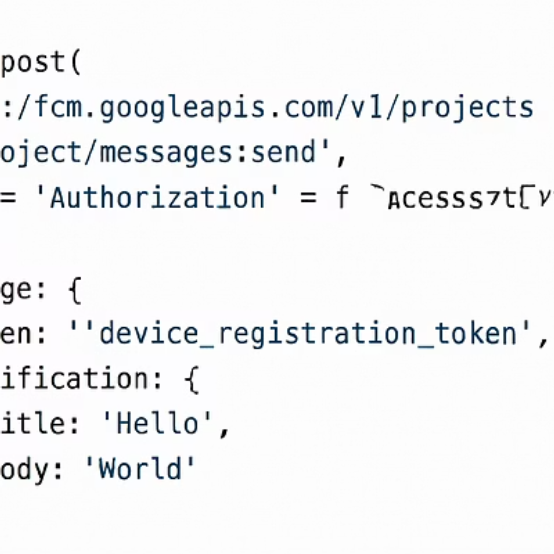 post(
:/fcm.googleapis.com/v1/projects
oject/messages:send',
= 'Authorization' = f
ge: {
en: ''device_registration_token',
ification: {
itle: 'Hello',
ody: 'World'